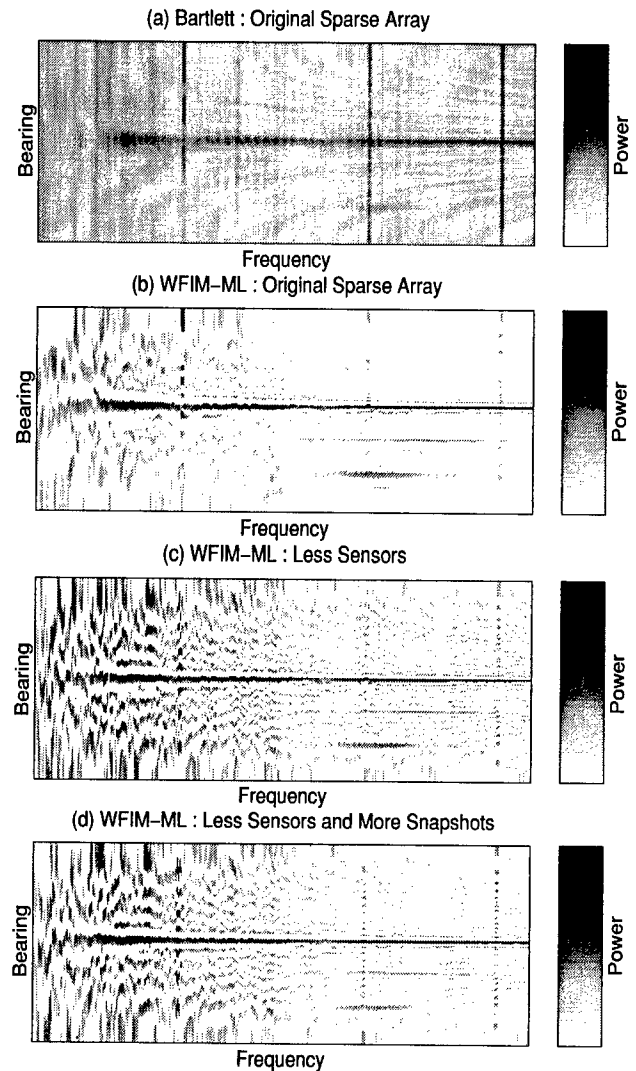 (a) Bartlett : Original Sparse Array
Bearing
Power
Frequency
(b) WFIM–ML : Original Sparse Array
Bearing
Power
Frequency
(c) WFIM–ML : Less Sensors
Bearing
Power
Frequency
(d) WFIM–ML : Less Sensors and More Snapshots
Bearing
Power
Frequency